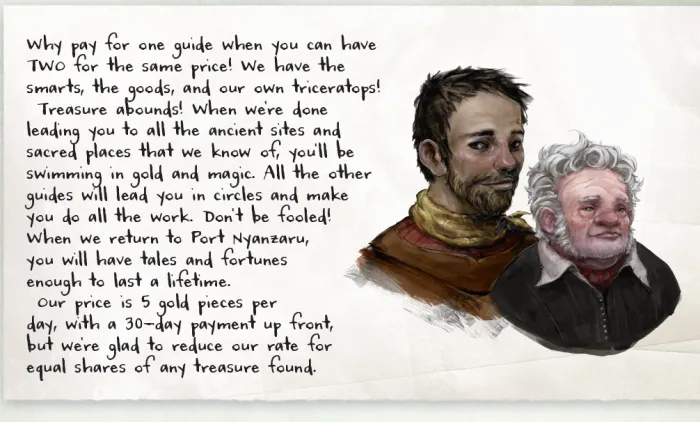 Why pay for one guide when you can have
TWO for the same price! We have the
smarts, the goods, and our own triceratops!
Treasure abounds! When we're done
leading you to all the ancient sites and
sacred places that we know of, you'll be
swimming in gold and magic. All the other
guides will lead you in circles and make
you do all the work. Don't be fooled!
When we return to Port Nyanzaru,
you will have tales and fortunes
enough to last a lifetime.
Our price is 5 gold pieces per
day, with a 30–day payment up front,
but we're glad to reduce our rate for
equal shares of any treasure found.